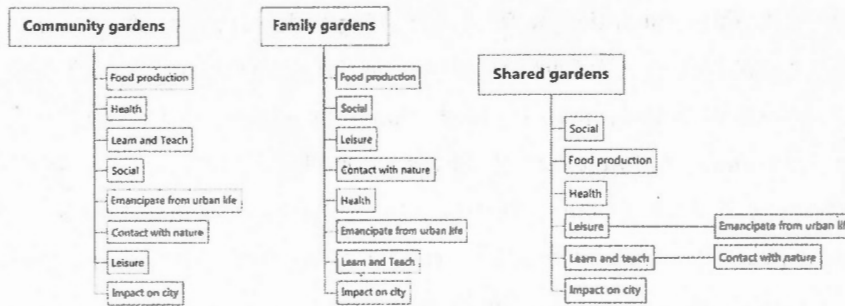 Community gardens
Food production
Health
Learn and Teach
Social
Emancipate from urban life
Contact with nature
Leisure
Impact on city
Family gardens
Food production
Social
Leisure
Contact with nature
Health
Emancipate from urban life
Learn and Teach
Impact on city
Shared gardens
Social
Food production
Health
Leisure
Emancipate from urban life
Learn and teach
Contact with nature
Impact on city